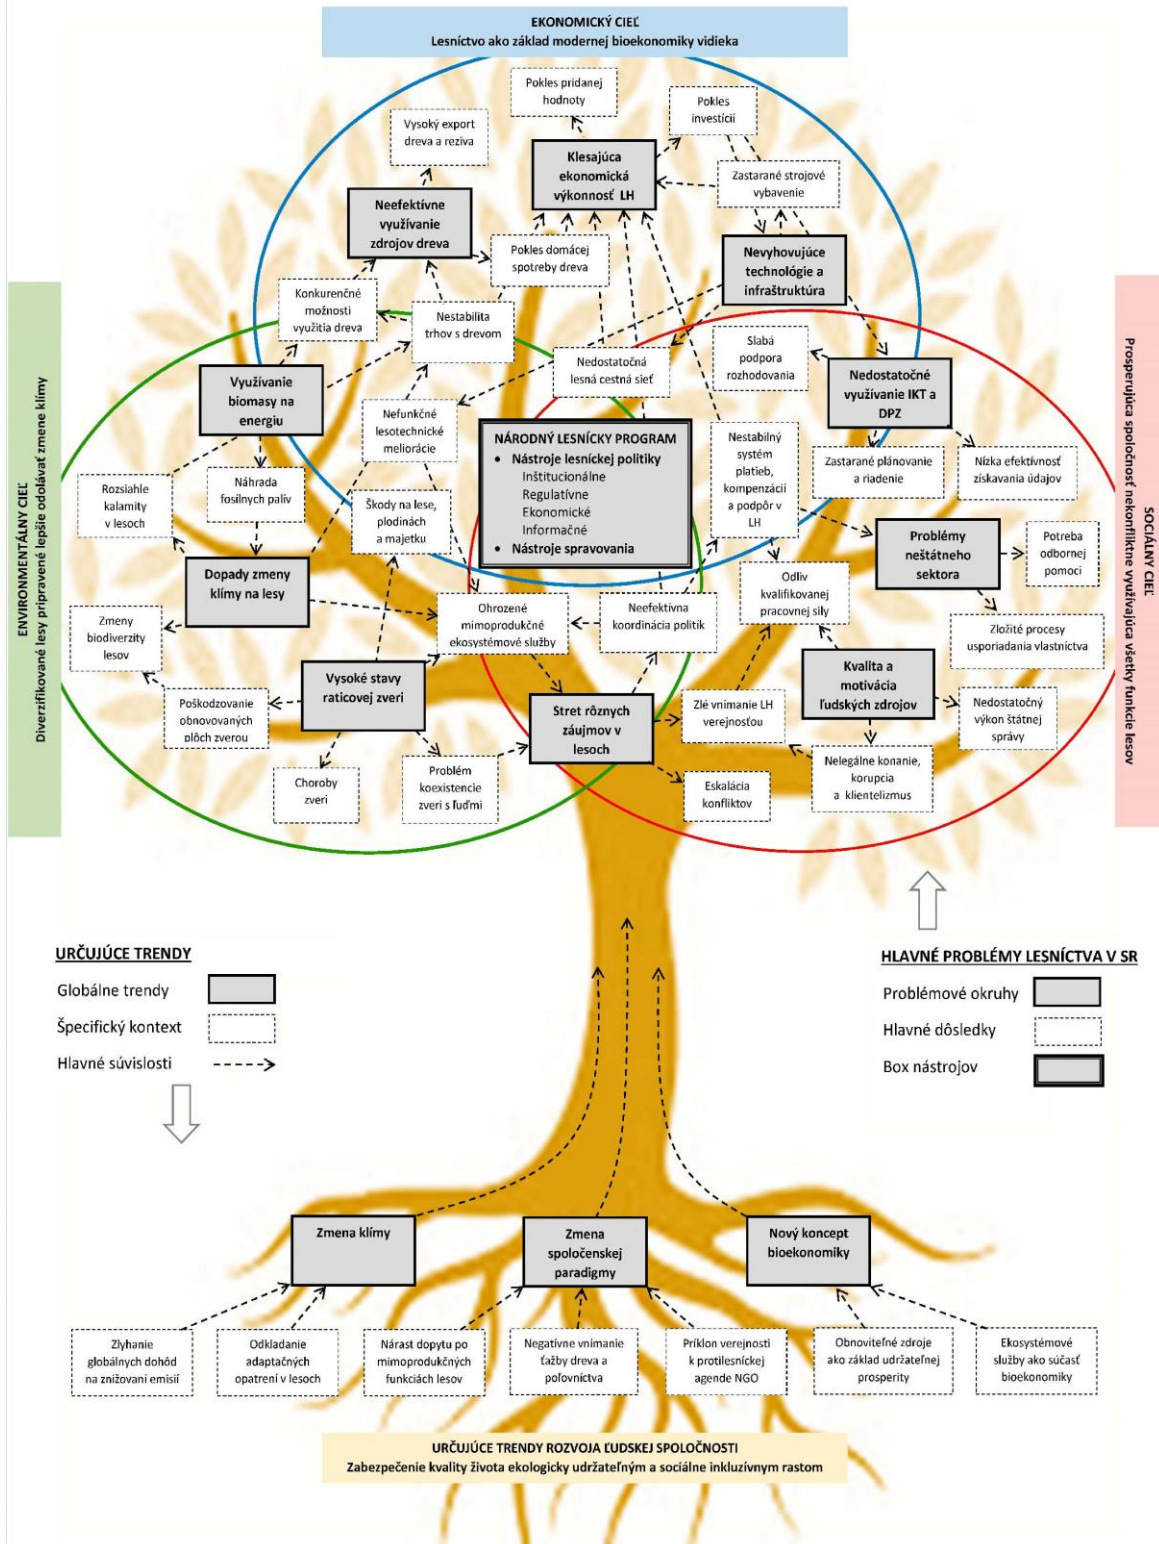 EKONOMICKÝ CIEĽ
Lesníctvo ako základ modernej bioekonomiky vidieka
Pokles pridanej
hodnoty
Pokles
investícií
Vysoký export
dreva a reziva
Klesajúca
ekonomická
výkonnosť LH
Zastarané strojové
vybavenie
Neefektívne
využívanie
zdrojov dreva
Pokles domácej
spotreby dreva
Nevyhovujúce
technológie a
infraštruktúra
Konkurenčné
možnosti
využitia dreva
Nestabilita
trhov s drevom
Nedostatočná
lesná cestná sieť
Slabá
podpora
rozhodovania
Nedostatočné
využívanie IKT a
DPZ
Využívanie
biomasy na
energiu
Nefunkčné
lesotechnické
meliorácie
NÁRODNÝ LESNÍCKY PROGRAM
• Nástroje lesníckej politiky
Inštitucionálne
Regulatívne
Ekonomické
Informačné
• Nástroje spravovania
Nestabilný
systém
platieb,
kompenzácií
a podpôr v
LH
Zastarané plánovanie
a riadenie
Nízka efektívnosť
získavania údajov
Rozsiahle
kalamity
v lesoch
Náhrada
fosílnych palív
Škody na lese,
plodinách
a majetku
Problémy
neštátneho
sektora
Potreba
odbornej
pomoci
Dopady zmeny
klímy na lesy
Odliv
kvalifikovanej
pracovnej sily
Ohrozené
mimoprodukčné
ekosystémové služby
Neefektívna
koordinácia politík
Zložité procesy
usporiadania vlastníctva
Zmeny
biodiverzity
lesov
Vysoké stavy
raticovej zveri
Kvalita a
motivácia
ľudských zdrojov
Poškodzovanie
obnovovaných
plôch zverou
Stret rôznych
záujmov v
lesoch
Zlé vnímanie LH
verejnosťou
Nedostatočný
výkon štátnej
správy
Choroby
zveri
Problém
koexistencie
zveri s ľuďmi
Eskalácia
konfliktov
Nelegálne konanie,
korupcia
a klientelizmus
ENVIRONMENTÁLNY CIEĽ
Diverzifikované lesy pripravené lepšie odolávať zmene klímy
SOCIÁLNY CIEĽ
Prosperujúca spoločnosť nekonfliktne využívajúca všetky funkcie lesov
URČUJÚCE TRENDY
Globálne trendy
Špecifický kontext
Hlavné súvislosti
HLAVNÉ PROBLÉMY LESNÍCTVA V SR
Problémové okruhy
Hlavné dôsledky
Box nástrojov
Zmena klímy
Zmena
spoločenskej
paradigmy
Nový koncept
bioekonomiky
Zlyhanie
globálnych dohôd
na znižovaní emisií
Odkladanie
adaptačných
opatrení v lesoch
Nárast dopytu po
mimoprodukčných
funkciách lesov
Negatívne vnímanie
ťažby dreva a
poľovníctva
Príklon verejnosti
k protilesníckej
agende NGO
Obnoviteľné zdroje
ako základ udržateľnej
prosperity
Ekosystémové
služby ako súčasť
bioekonomiky
URČUJÚCE TRENDY ROZVOJA ĽUDSKEJ SPOLOČNOSTI
Zabezpečenie kvality života ekologicky udržateľným a sociálne inkluzívnym rastom